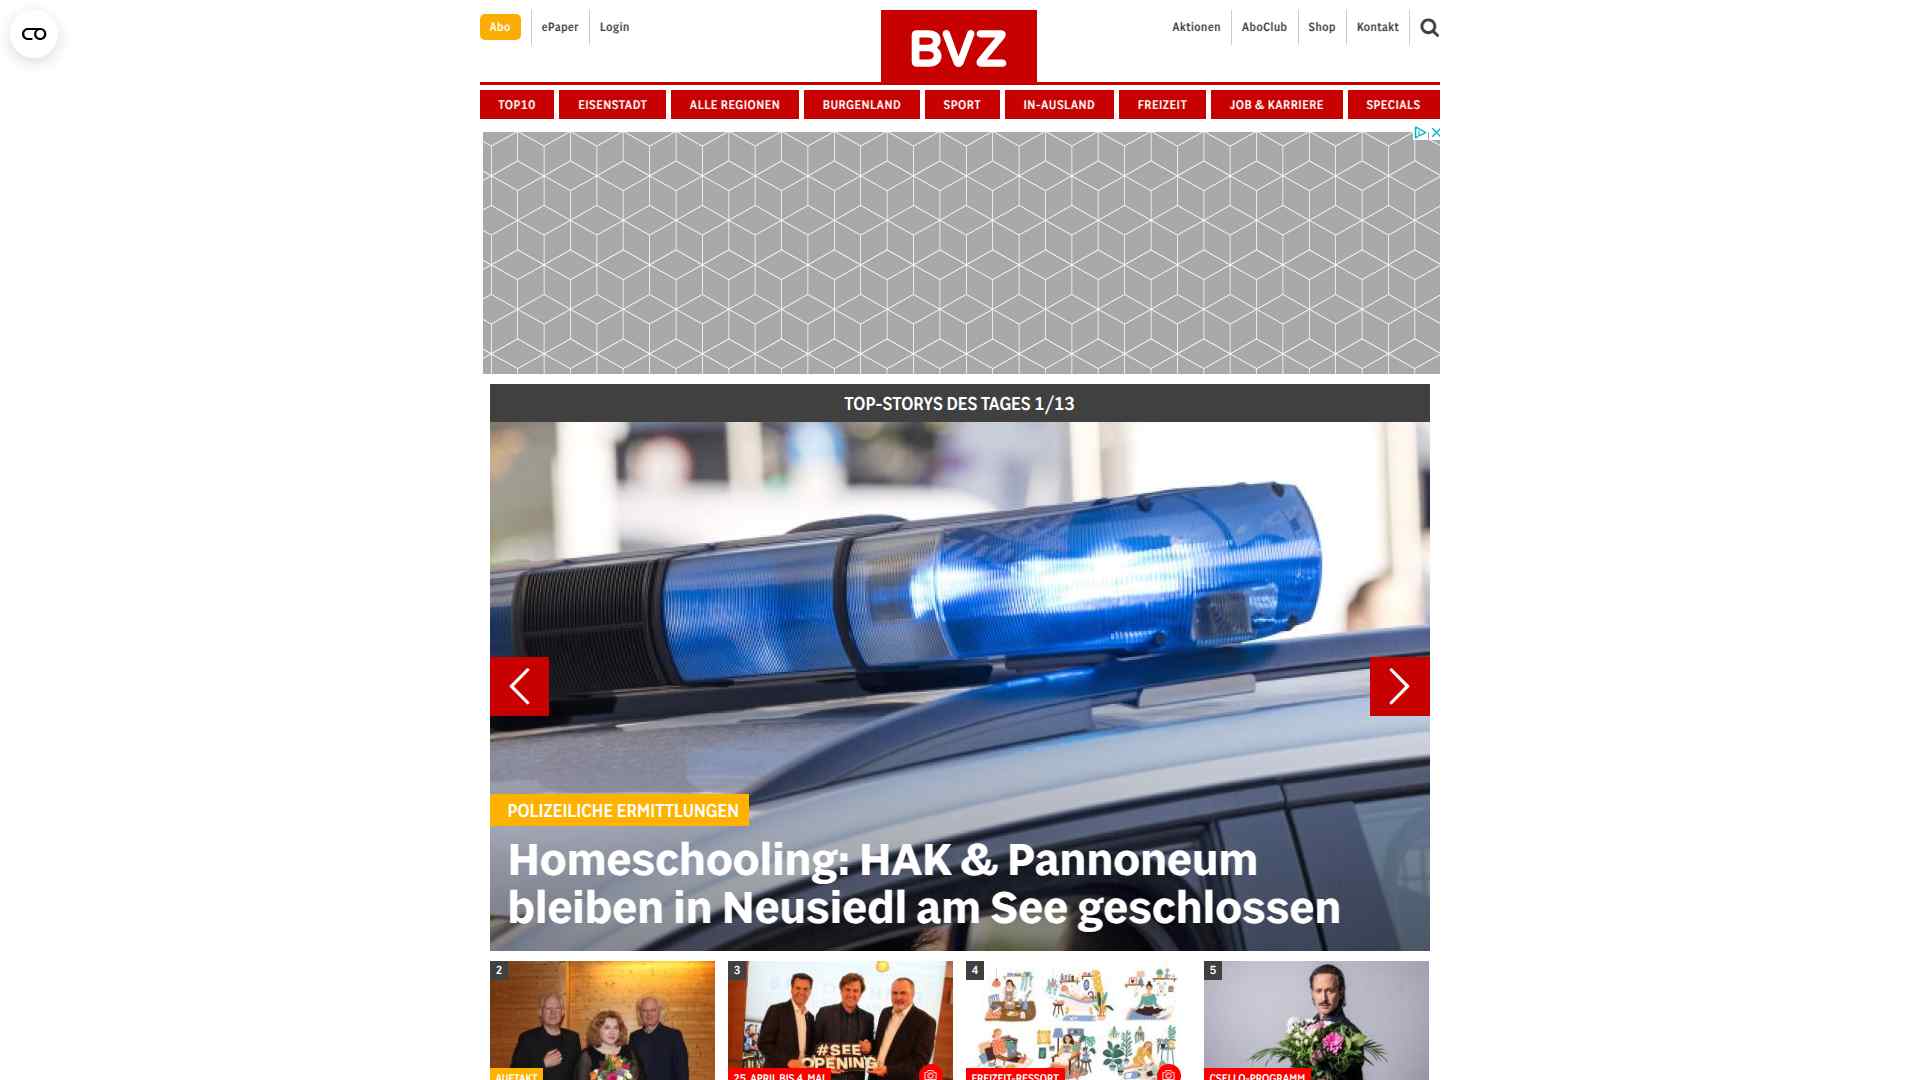 Abo
ePaper
Login
BVZ
Aktionen
AboClub
Shop
Kontakt
TOP10
EISENSTADT
ALLE REGIONEN
BURGENLAND
SPORT
IN-AUSLAND
FREIZEIT
JOB & KARRIERE
SPECIALS
TOP-STORYS DES TAGES 1/13
POLIZEILICHE ERMITTLUNGEN
Homeschooling: HAK & Pannoneum
bleiben in Neusiedl am See geschlossen
2
3
4
5
#SEE
OPENING
AUFTAKT
25. APRIL BIS 4. MAI
FREIZEIT-RESSORT
CSELLO-PROGRAMM